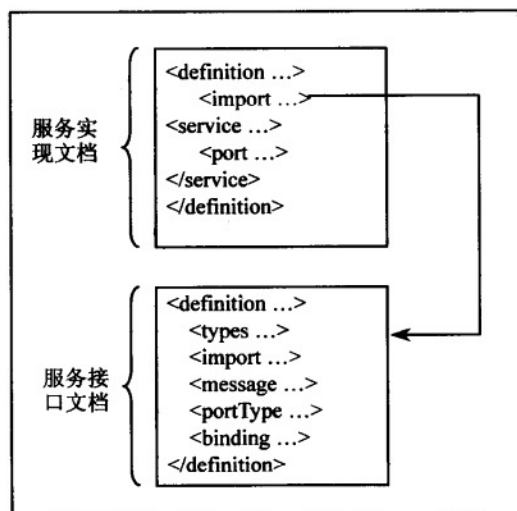 服务实
现文档
<definition …>
<import …>
<service …>
<port …>
</service>
</definition>
服务接
口文档
<definition …>
<types …>
<import …>
<message …>
<portType …>
<binding …>
</definition>